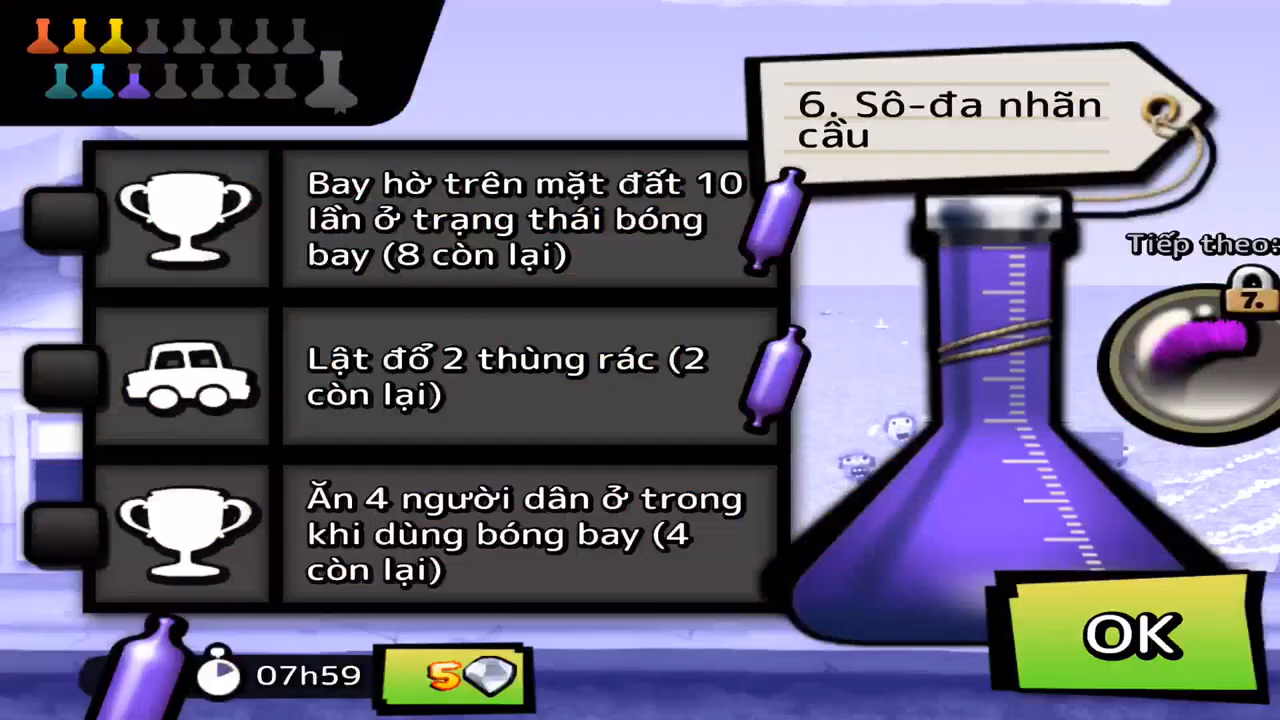 6. Sô-đa nhãn
cầu
Bay hờ trên mặt đất 10
lần ở trạng thái bóng
bay (8 còn lại)
Tiếp theo:
7.
Lật đổ 2 thùng rác (2
còn lại)
Ăn 4 người dân ở trong
khi dùng bóng bay (4
còn lại)
07h59
5
OK